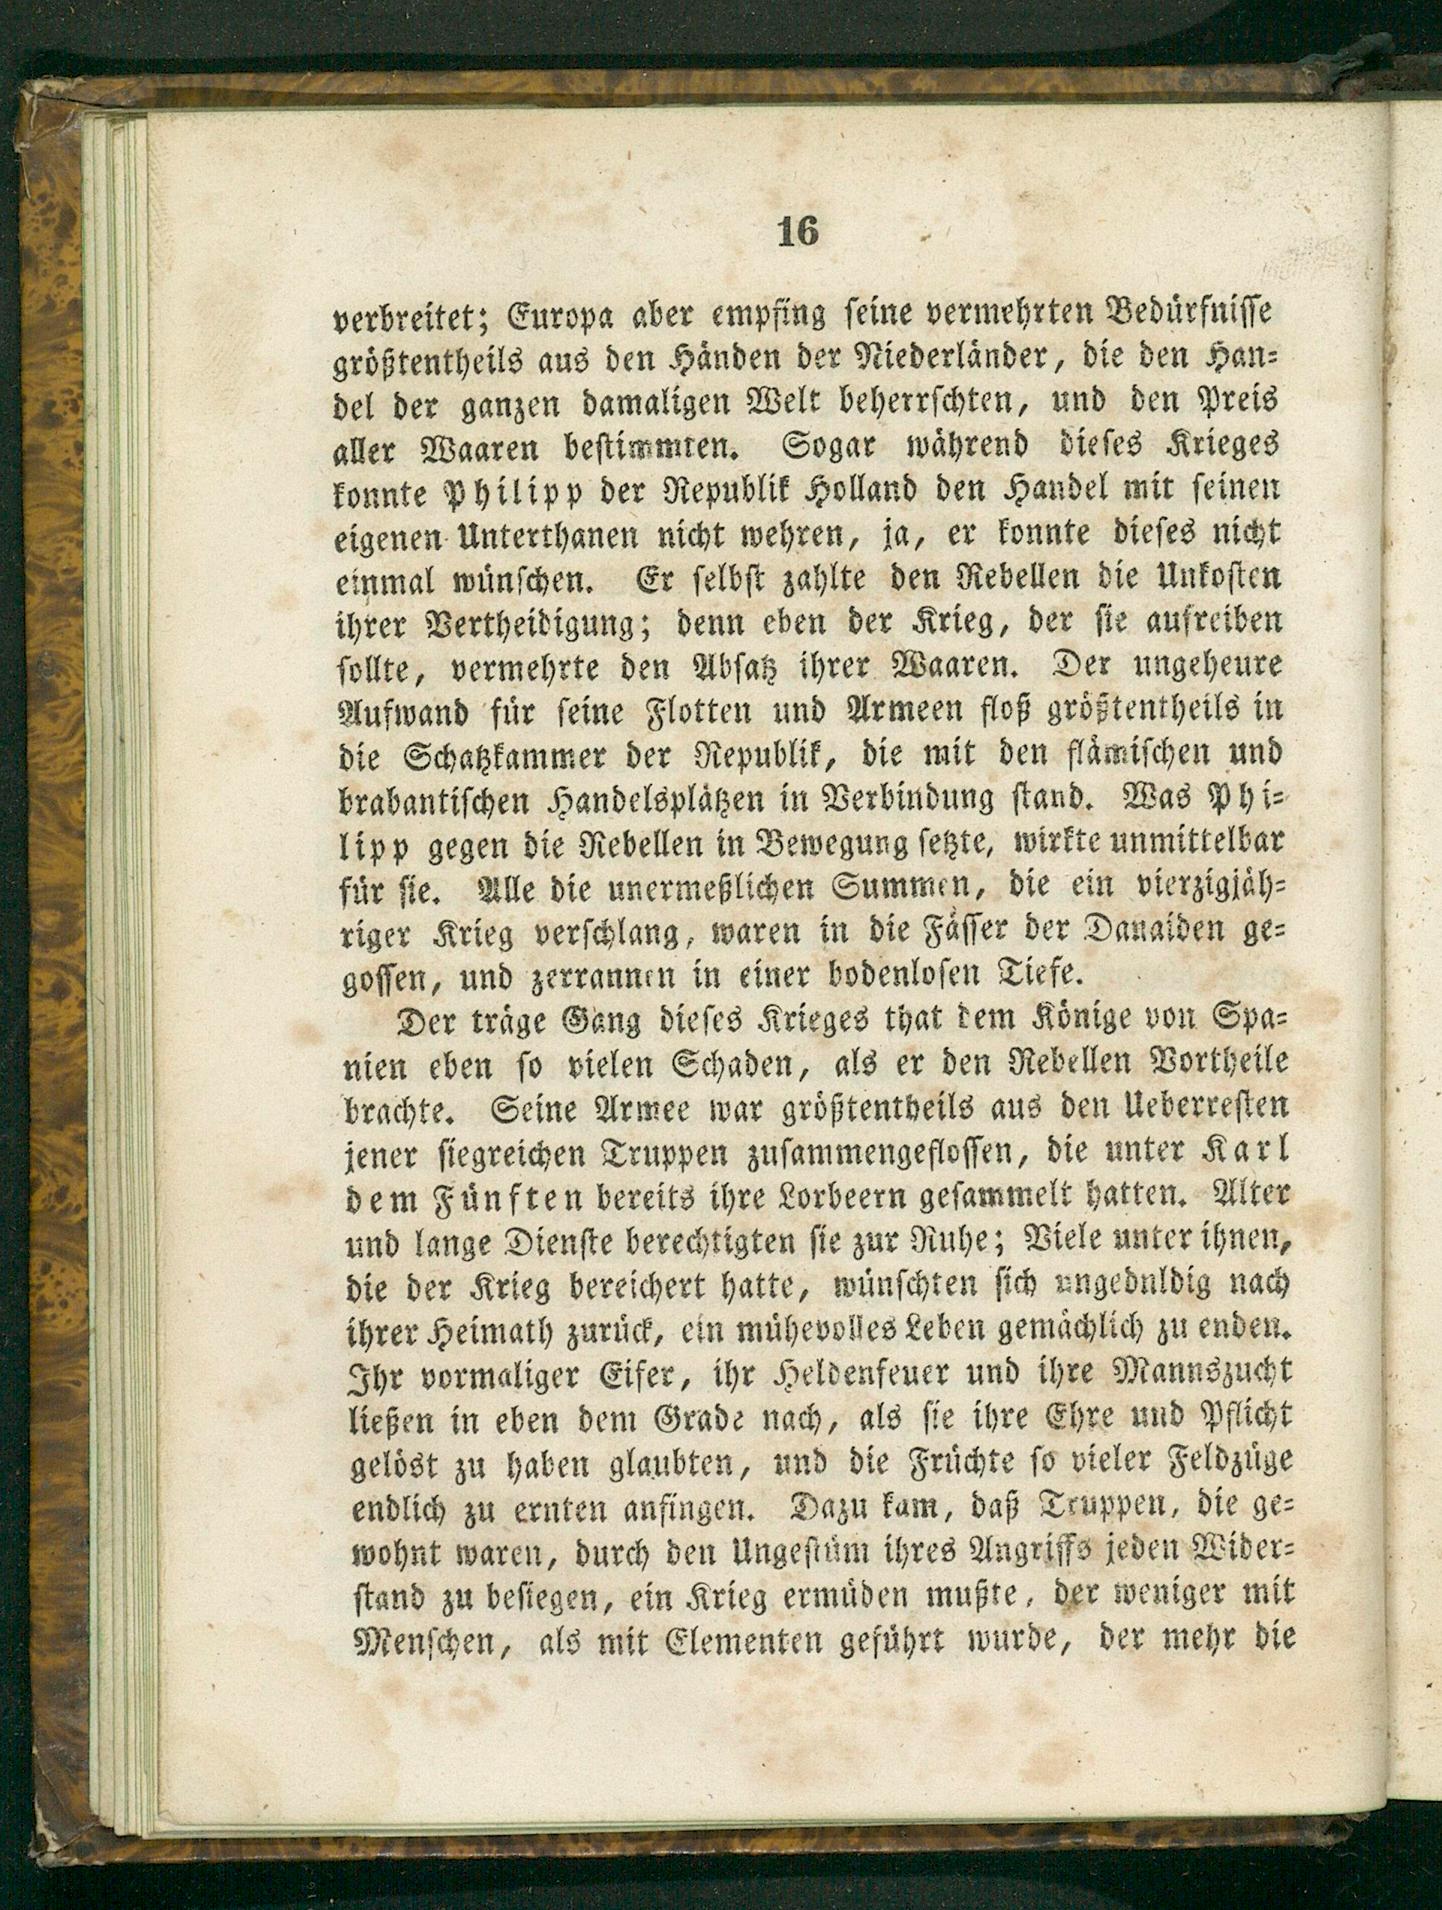 16
verbreitet; Europa aber empfing seine vermehrten Bedürfnisse
größtentheils aus den Händen der Niederländer, die den Han=
del der ganzen damaligen Welt beherrschten, und den Preis
aller Waaren bestimmten. Sogar während dieses Krieges
konnte Philipp der Republik Holland den Handel mit seinen
eigenen Unterthanen nicht wehren, ja, er konnte dieses nicht
einmal wünschen. Er selbst zahlte den Rebellen die Unkosten
ihrer Vertheidigung; denn eben der Krieg, der sie aufreiben
sollte, vermehrte den Absatz ihrer Waaren. Der ungeheure
Aufwand für seine Flotten und Armeen floß größtentheils in
die Schatzkammer der Republik, die mit den flämischen und
brabantischen Handelsplätzen in Verbindung stand. Was Phi=
lipp gegen die Rebellen in Bewegung setzte, wirkte unmittelbar
für sie. Alle die unermeßlichen Summen, die ein vierzigjäh=
riger Krieg verschlang, waren in die Fässer der Danaiden ge=
gossen, und zerrannen in einer bodenlosen Tiefe.
Der träge Gang dieses Krieges that dem Könige von Spa=
nien eben so vielen Schaden, als er den Rebellen Vortheile
brachte. Seine Armee war größtentheils aus den Ueberresten
jener siegreichen Truppen zusammengeflossen, die unter Karl
dem Fünften bereits ihre Lorbeern gesammelt hatten. Alter
und lange Dienste berechtigten sie zur Ruhe; Viele unter ihnen,
die der Krieg bereichert hatte, wünschten sich ungeduldig nach
ihrer Heimath zurück, ein mühevolles Leben gemächlich zu enden.
Ihr vormaliger Eifer, ihr Heldenfeuer und ihre Mannszucht
ließen in eben dem Grade nach, als sie ihre Ehre und Pflicht
gelöst zu haben glaubten, und die Früchte so vieler Feldzüge
endlich zu ernten anfingen. Dazu kam, daß Truppen, die ge=
wohnt waren, durch den Ungestüm ihres Angriffs jeden Wider=
stand zu besiegen, ein Krieg ermüden mußte, der weniger mit
Menschen, als mit Elementen geführt wurde, der mehr die